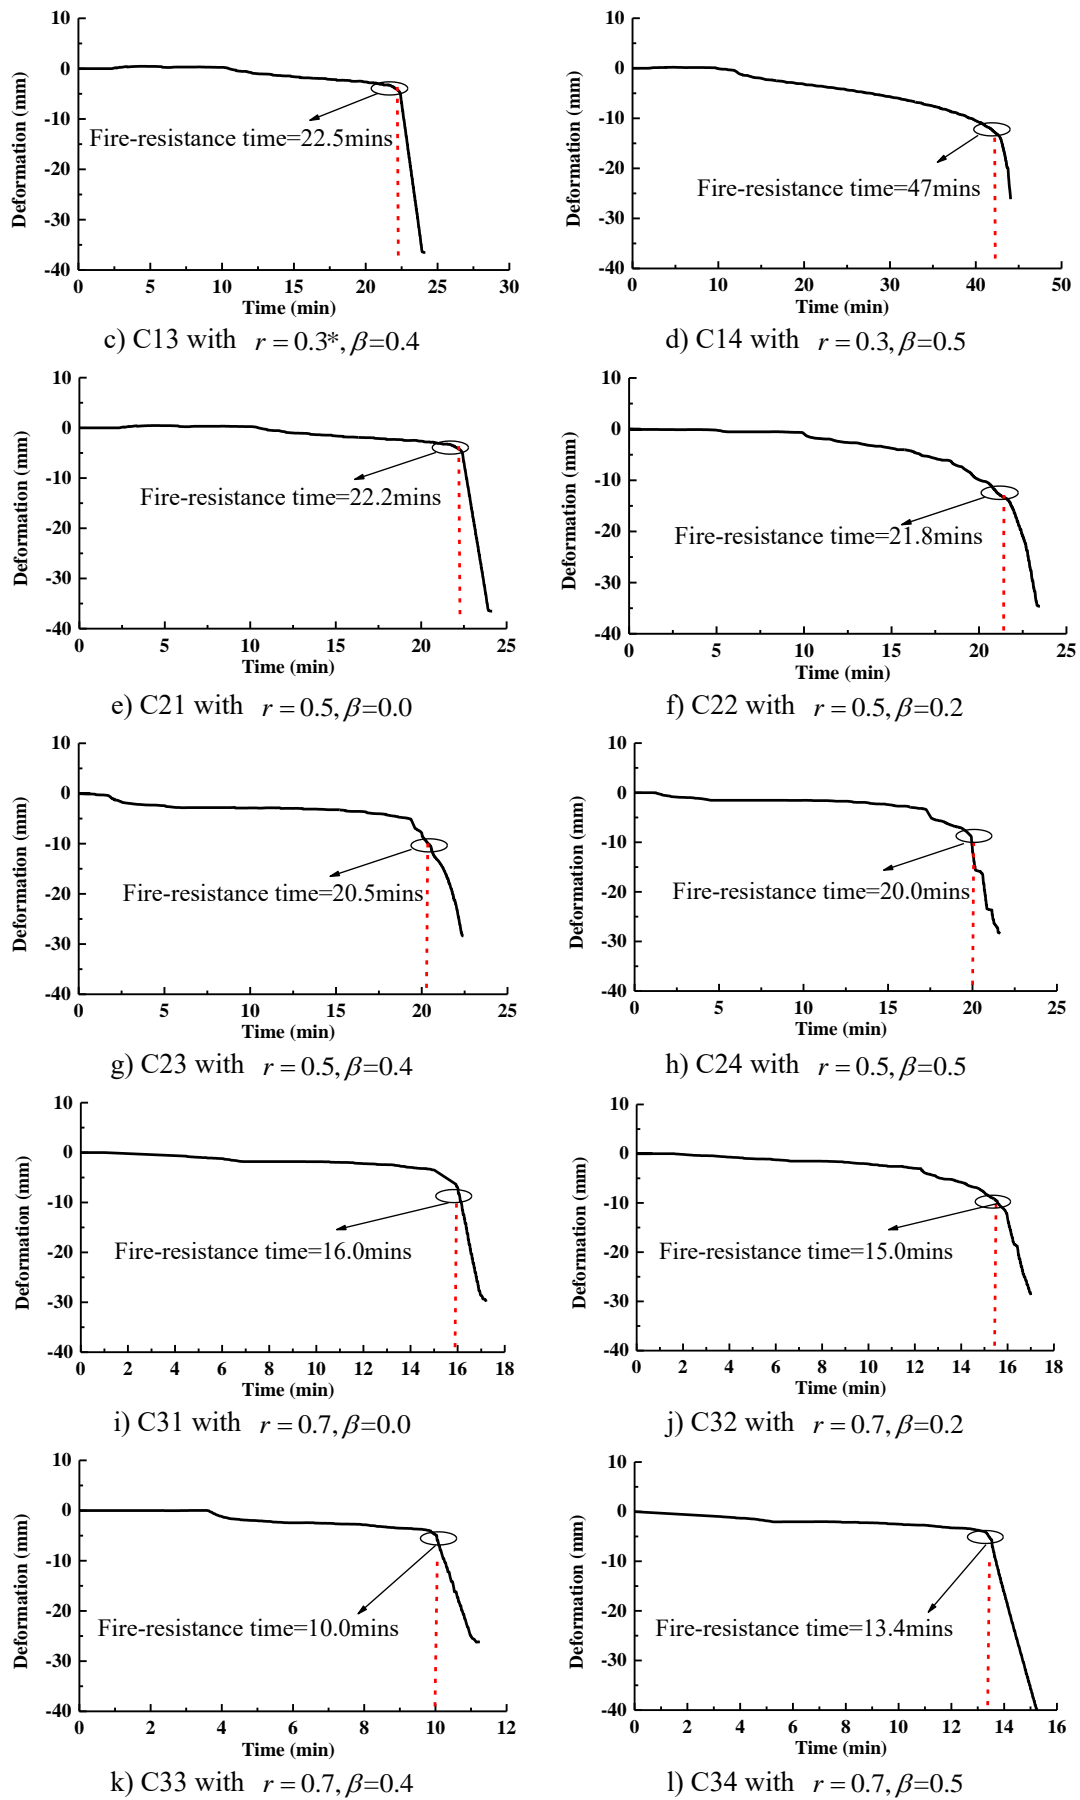 10
0
-10
-20
-30
-40
Deformation (mm)
Fire-resistance time=22.5mins
0 5 10 15 20 25 30
Time (min)
c) C13 with r = 0.3*, β=0.4
10
0
-10
-20
-30
-40
Deformation (mm)
Fire-resistance time=47mins
0 10 20 30 40 50
Time (min)
d) C14 with r = 0.3, β=0.5
10
0
-10
-20
-30
-40
Deformation (mm)
Fire-resistance time=22.2mins
0 5 10 15 20 25
Time (min)
e) C21 with r = 0.5, β=0.0
10
0
-10
-20
-30
-40
Deformation (mm)
Fire-resistance time=21.8mins
0 5 10 15 20 25
Time (min)
f) C22 with r = 0.5, β=0.2
10
0
-10
-20
-30
-40
Deformation (mm)
Fire-resistance time=20.5mins
0 5 10 15 20 25
Time (min)
g) C23 with r = 0.5, β=0.4
10
0
-10
-20
-30
-40
Deformation (mm)
Fire-resistance time=20.0mins
0 5 10 15 20 25
Time (min)
h) C24 with r = 0.5, β=0.5
10
0
-10
-20
-30
-40
Deformation (mm)
Fire-resistance time=16.0mins
0 2 4 6 8 10 12 14 16 18
Time (min)
i) C31 with r = 0.7, β=0.0
10
0
-10
-20
-30
-40
Deformation (mm)
Fire-resistance time=15.0mins
0 2 4 6 8 10 12 14 16 18
Time (min)
j) C32 with r = 0.7, β=0.2
10
0
-10
-20
-30
-40
Deformation (mm)
Fire-resistance time=10.0mins
0 2 4 6 8 10 12
Time (min)
k) C33 with r = 0.7, β=0.4
10
0
-10
-20
-30
-40
Deformation (mm)
Fire-resistance time=13.4mins
0 2 4 6 8 10 12 14 16
Time (min)
l) C34 with r = 0.7, β=0.5